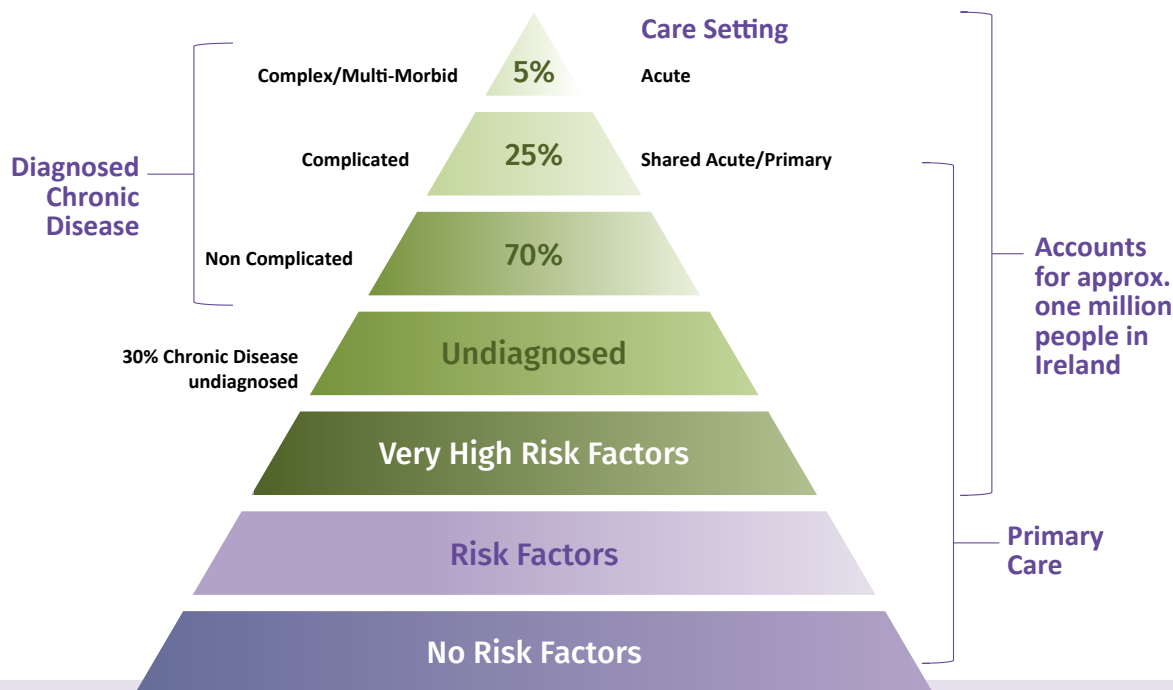 Care Setting
Complex/Multi-Morbid
5%
Acute
Complicated
25%
Shared Acute/Primary
Diagnosed
Chronic
Disease
Non Complicated
70%
Accounts
for approx.
one million
people in
Ireland
30% Chronic Disease
undiagnosed
Undiagnosed
Very High Risk Factors
Risk Factors
Primary
Care
No Risk Factors